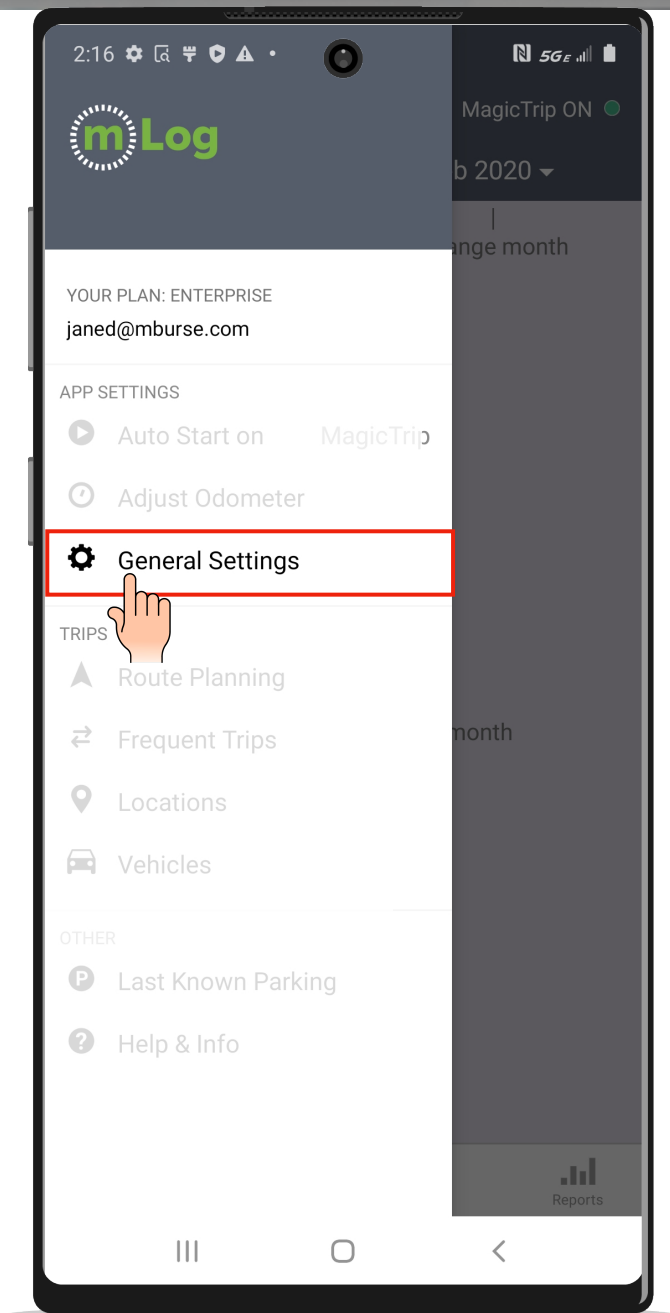 2:16
5GE
mLog
MagicTrip ON
b 2020
ange month
YOUR PLAN: ENTERPRISE
janed@mburse.com
APP SETTINGS
Auto Start on MagicTrip
Adjust Odometer
General Settings
TRIPS
Route Planning
Frequent Trips
month
Locations
Vehicles
OTHER
P Last Known Parking
? Help & Info
Reports